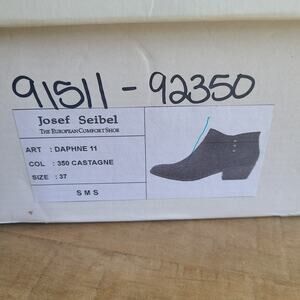 91511-92350
Josef Seibel
THE EUROPEAN COMFORT SHOE
ART : DAPHNE 11
COL : 350 CASTAGNE
SIZE : 37
S M S